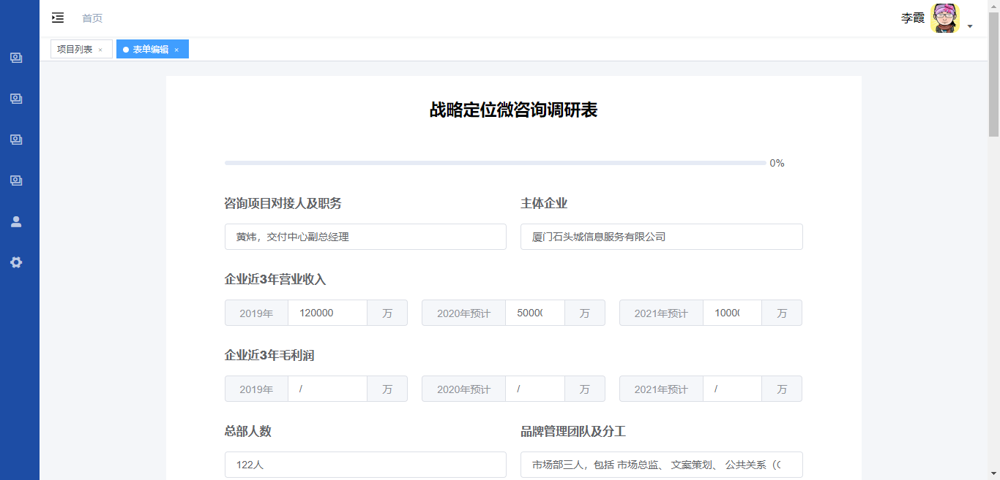 首页
李霞
项目列表 ×
表单编辑 ×
战略定位微咨询调研表
0%
咨询项目对接人及职务 主体企业
黄炜，交付中心副总经理 厦门石头城信息服务有限公司
企业近3年营业收入
2019年 120000 万 2020年预计 50000 万 2021年预计 10000 万
企业近3年毛利润
2019年 / 万 2020年预计 / 万 2021年预计 / 万
总部人数 品牌管理团队及分工
122人 市场部三人，包括 市场总监、 文案策划、 公共关系（